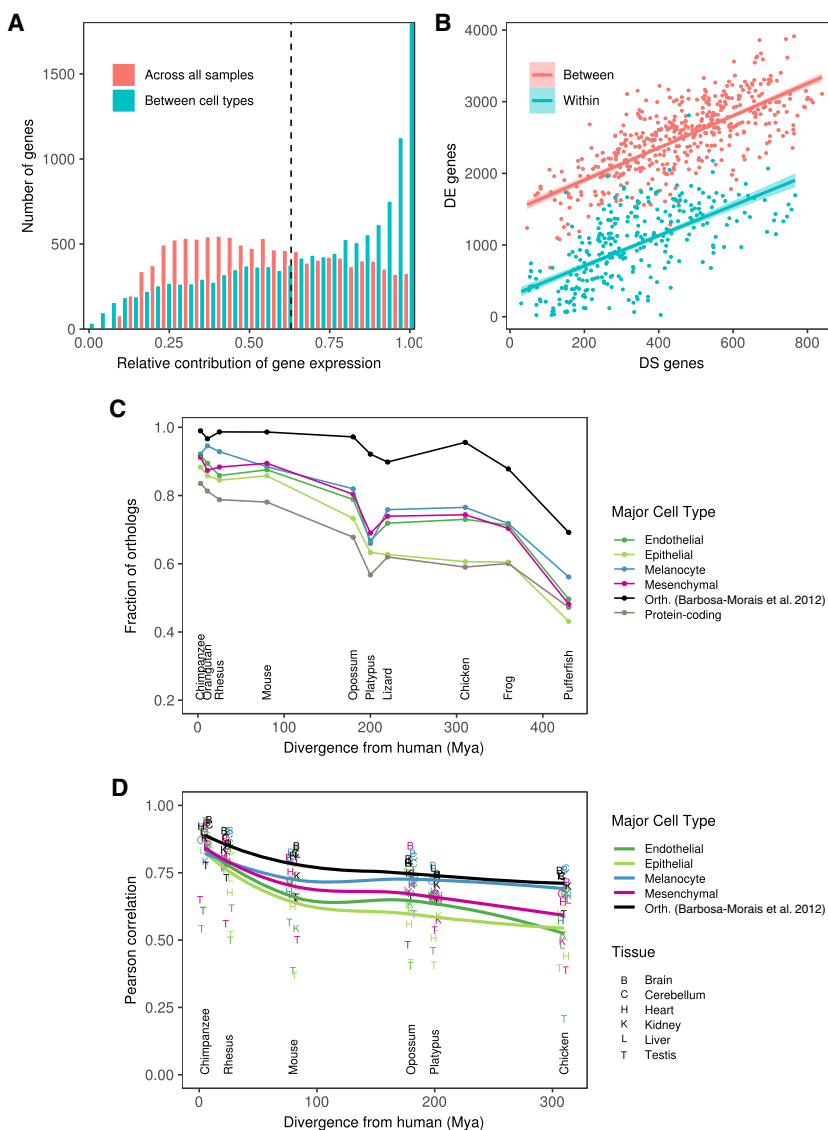 A
Number of genes
1500
1000
500
0
Across all samples
Between cell types
0.00
0.25
0.50
0.75
1.00
Relative contribution of gene expression
B
DE genes
4000
3000
2000
1000
0
Between
Within
0
200
400
600
800
DS genes
C
Fraction of orthologs
1.0
0.8
0.6
0.4
0.2
Chimpanzee
Orangutan
Rhesus
Mouse
Opossum
Platypus
Lizard
Chicken
Frog
Pufferfish
0
100
200
300
400
Divergence from human (Mya)
Major Cell Type
Endothelial
Epithelial
Melanocyte
Mesenchymal
Orth. (Barbosa-Morais et al. 2012)
Protein-coding
D
Pearson correlation
1.00
0.75
0.50
0.25
0.00
Chimpanzee
Rhesus
Mouse
Opossum
Platypus
Chicken
0
100
200
300
Divergence from human (Mya)
Major Cell Type
Endothelial
Epithelial
Melanocyte
Mesenchymal
Orth. (Barbosa-Morais et al. 2012)
Tissue
B Brain
C Cerebellum
H Heart
K Kidney
L Liver
T Testis